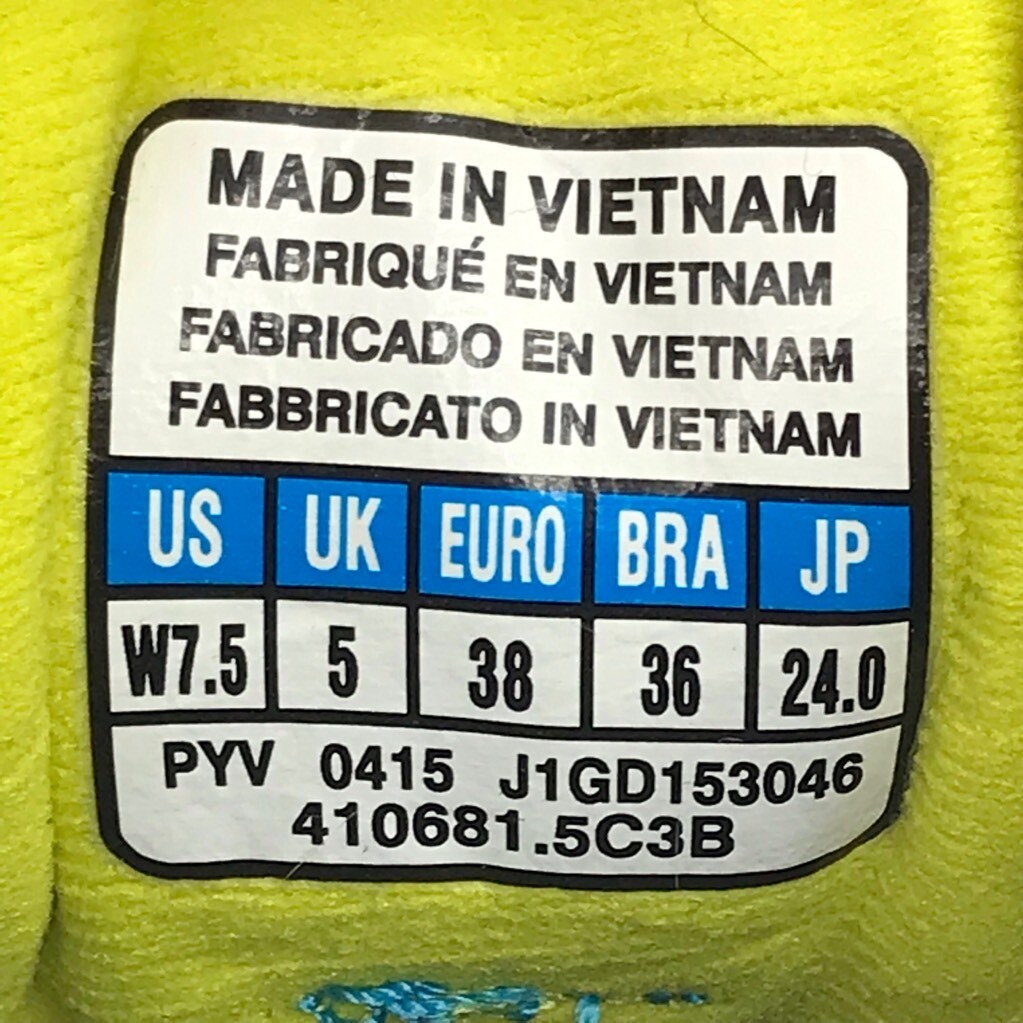 MADE IN VIETNAM
FABRIQUÉ EN VIETNAM
FABRICADO EN VIETNAM
FABBRICATO IN VIETNAM
US UK EURO BRA JP
W7.5 5 38 36 24.0
PYV 0415 J1GD153046
410681.5C3B